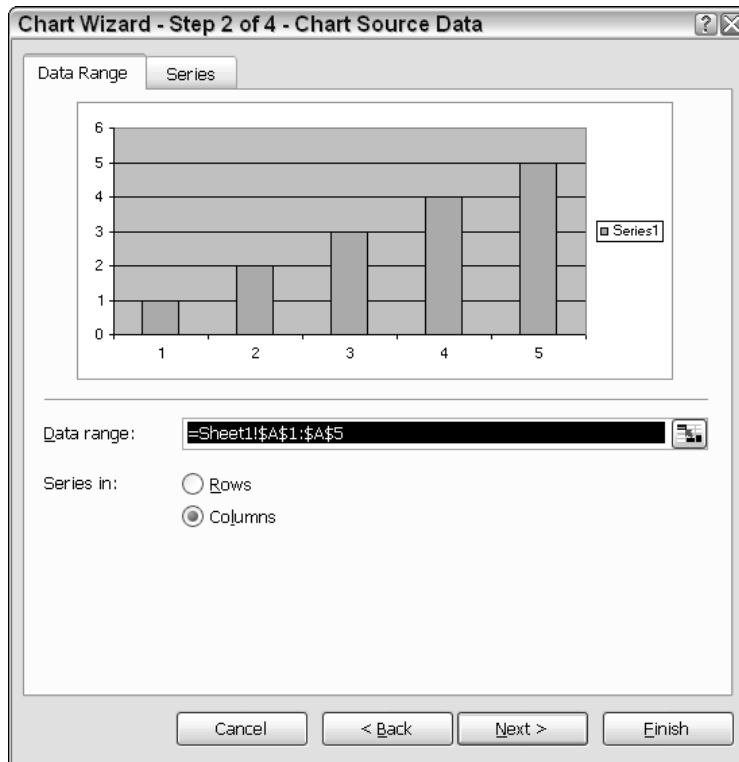 Chart Wizard - Step 2 of 4 - Chart Source Data
Data Range
Series
6
5
4
3
2
1
0
1 2 3 4 5
Series1
Data range:
=Sheet1!$A$1:$A$5
Series in:
Rows
Columns
Cancel
< Back
Next >
Finish